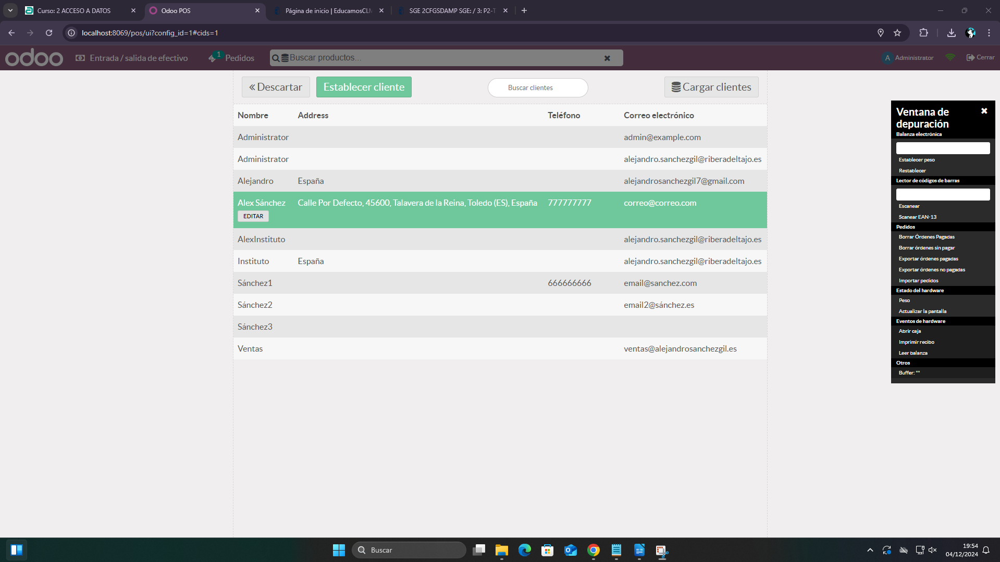 Curso: 2 ACCESO A DATOS
Odoo POS
Página de inicio | EducamosCLM
SGE 2CFGSDAMP SGE: / 3: P2-T
localhost:8069/pos/ui?config_id=1#cids=1
odoo
Entrada / salida de efectivo
1
Pedidos
Buscar productos...
A
Administrator
Cerrar
Descartar
Establecer cliente
Buscar clientes
Cargar clientes
Nombre Address Teléfono Correo electrónico
Administrator admin@example.com
Administrator alejandro.sanchezgil@riberadeltajo.es
Alejandro España alejandrosanchezgil7@gmail.com
Alex Sánchez Calle Por Defecto, 45600, Talavera de la Reina, Toledo (ES), España 777777777 correo@correo.com
EDITAR
AlexInstituto alejandro.sanchezgil@riberadeltajo.es
Instituto España alejandro.sanchezgil@riberadeltajo.es
Sánchez1 666666666 email@sanchez.com
Sánchez2 email2@sánchez.es
Sánchez3
Ventas ventas@alejandrosanchezgil.es
Ventana de
depuración
Balanza electrónica
Establecer peso
Restablecer
Lector de códigos de barras
Escanear
Scanear EAN-13
Pedidos
Borrar Órdenes Pagadas
Borrar órdenes sin pagar
Exportar órdenes pagadas
Exportar órdenes no pagadas
Importar pedidos
Estado del hardware
Peso
Actualizar la pantalla
Eventos de hardware
Abrir caja
Imprimir recibo
Leer balanza
Otros
Buffer: ""
Buscar
19:54
04/12/2024